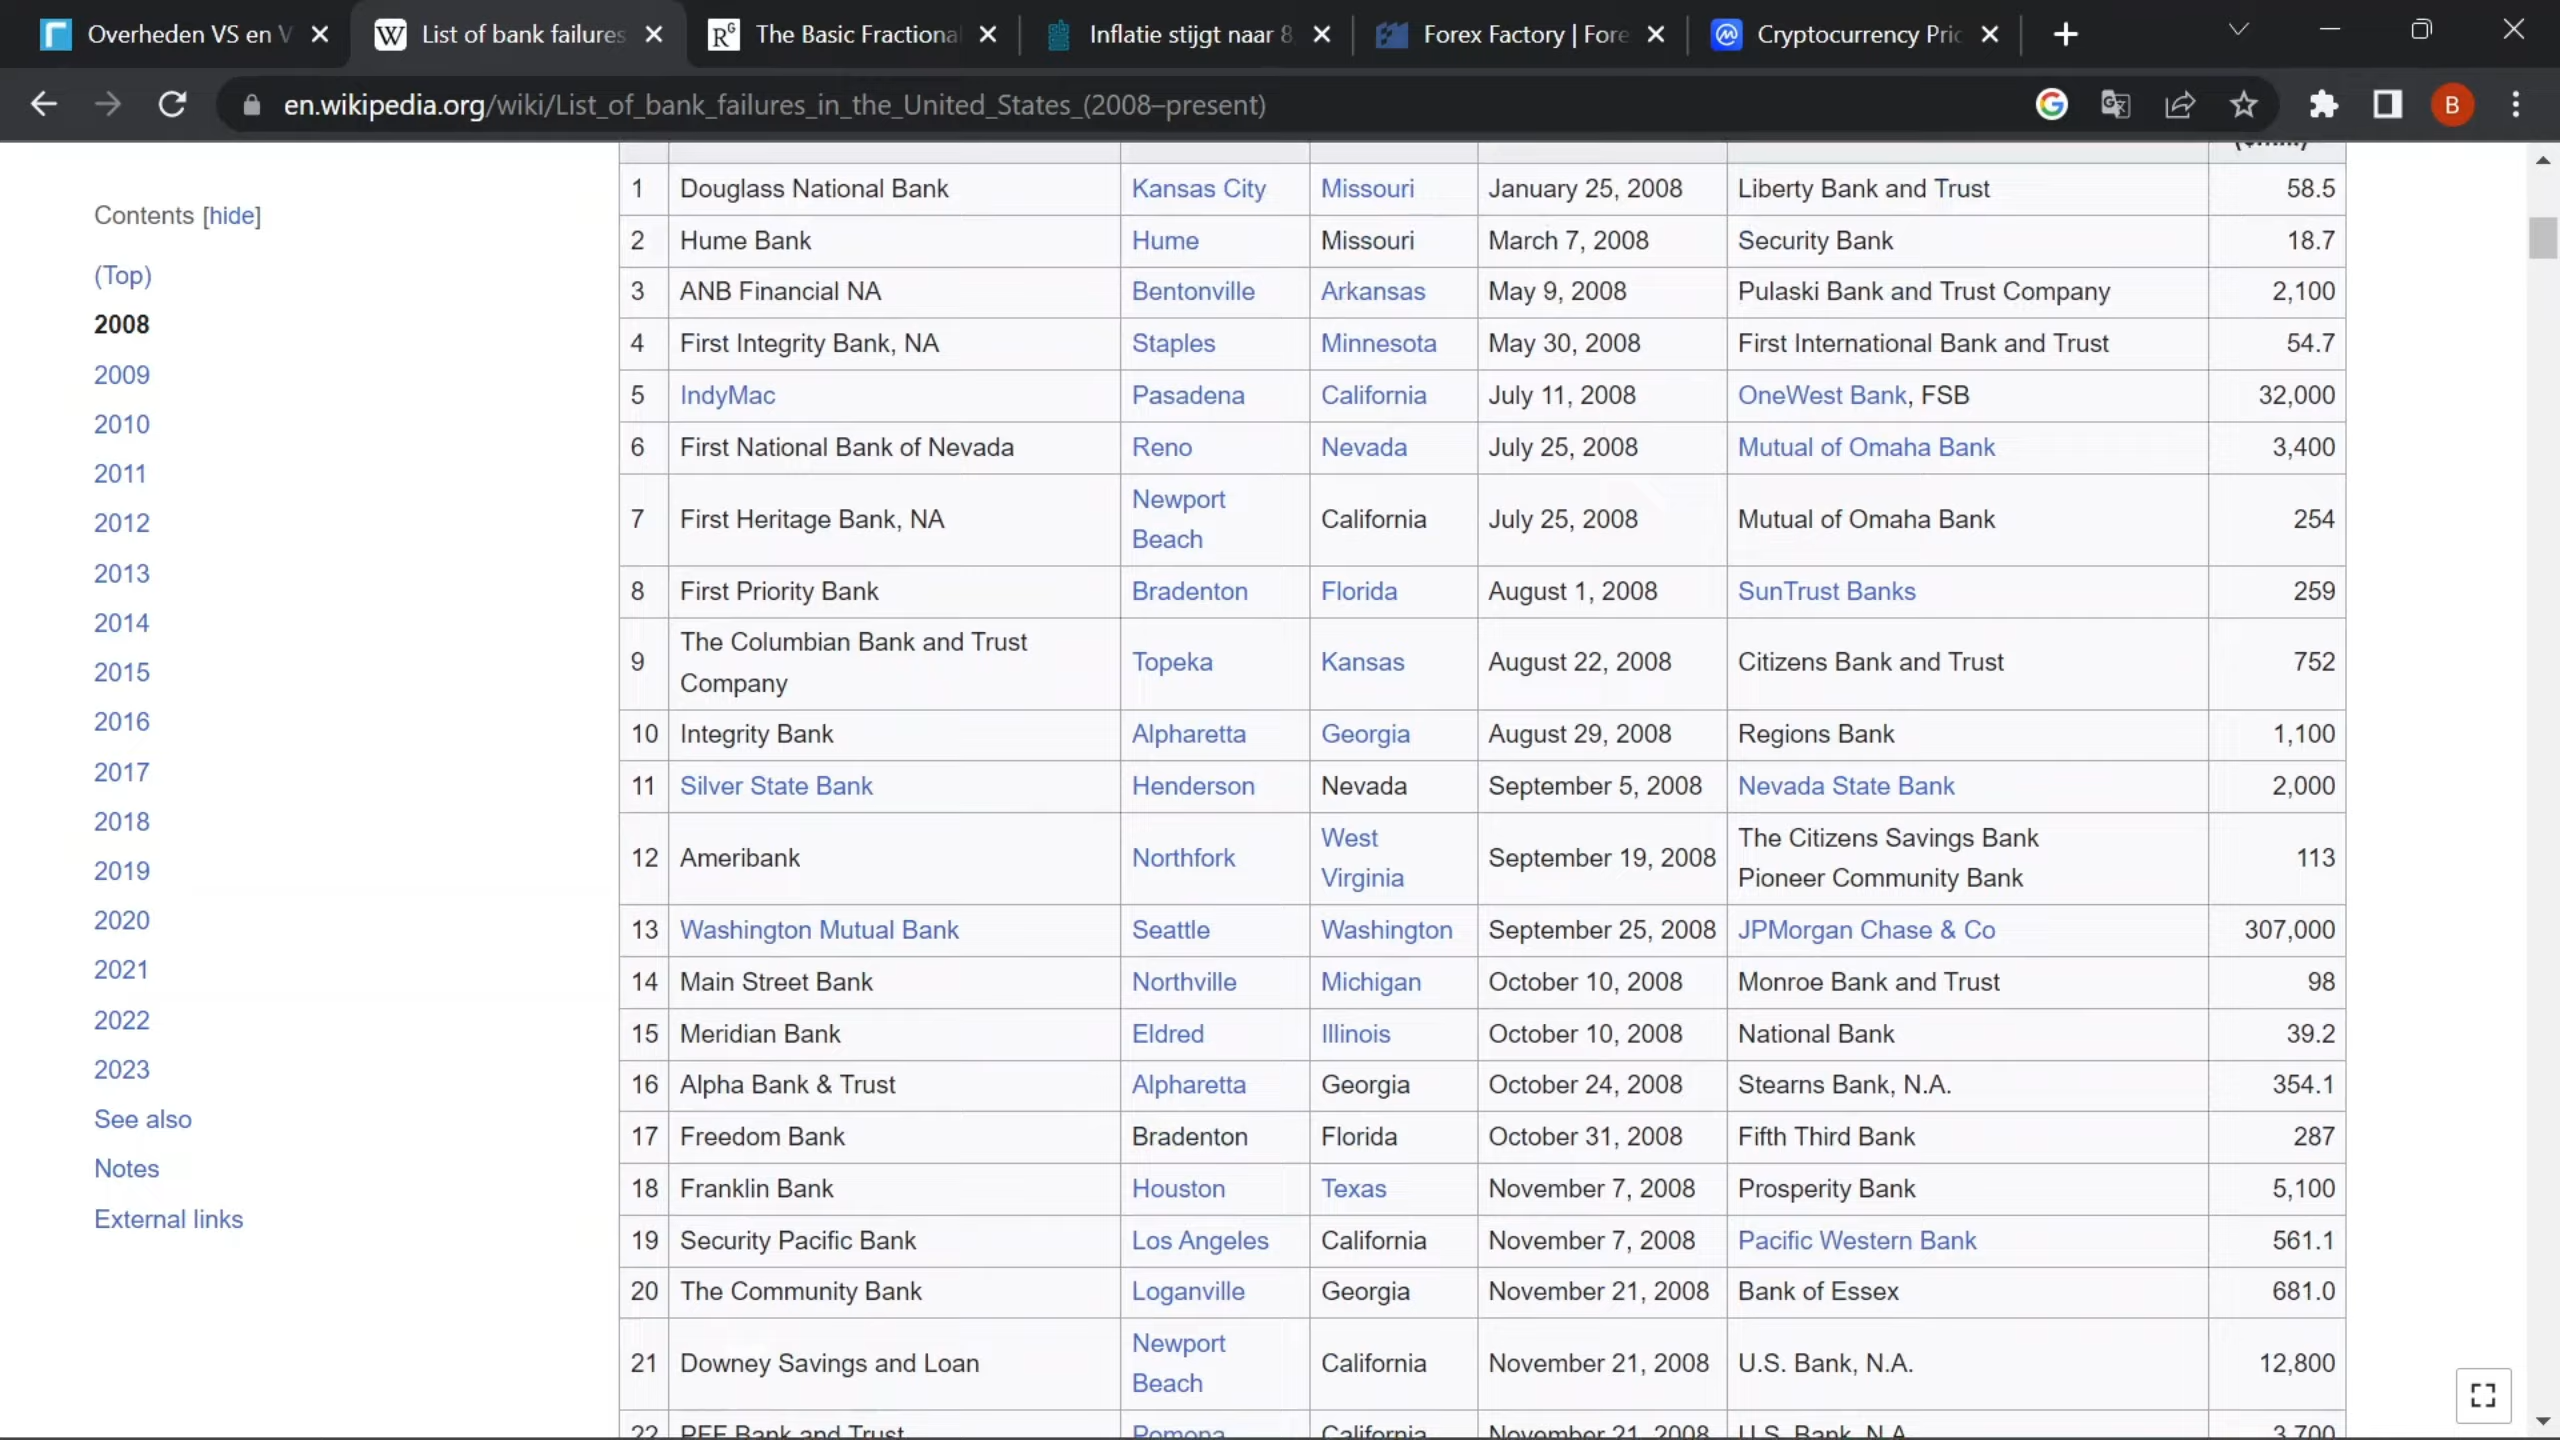 Overheden VS en V
List of bank failures
The Basic Fractional
Inflatie stijgt naar 8
Forex Factory | Fore
Cryptocurrency Pric
en.wikipedia.org/wiki/List_of_bank_failures_in_the_United_States_(2008–present)
B
Contents [hide]
(Top)
2008
2009
2010
2011
2012
2013
2014
2015
2016
2017
2018
2019
2020
2021
2022
2023
See also
Notes
External links
1 Douglass National Bank Kansas City Missouri January 25, 2008 Liberty Bank and Trust 58.5
2 Hume Bank Hume Missouri March 7, 2008 Security Bank 18.7
3 ANB Financial NA Bentonville Arkansas May 9, 2008 Pulaski Bank and Trust Company 2,100
4 First Integrity Bank, NA Staples Minnesota May 30, 2008 First International Bank and Trust 54.7
5 IndyMac Pasadena California July 11, 2008 OneWest Bank, FSB 32,000
6 First National Bank of Nevada Reno Nevada July 25, 2008 Mutual of Omaha Bank 3,400
7 First Heritage Bank, NA Newport Beach California July 25, 2008 Mutual of Omaha Bank 254
8 First Priority Bank Bradenton Florida August 1, 2008 SunTrust Banks 259
9 The Columbian Bank and Trust Company Topeka Kansas August 22, 2008 Citizens Bank and Trust 752
10 Integrity Bank Alpharetta Georgia August 29, 2008 Regions Bank 1,100
11 Silver State Bank Henderson Nevada September 5, 2008 Nevada State Bank 2,000
12 Ameribank Northfork West Virginia September 19, 2008 The Citizens Savings Bank Pioneer Community Bank 113
13 Washington Mutual Bank Seattle Washington September 25, 2008 JPMorgan Chase & Co 307,000
14 Main Street Bank Northville Michigan October 10, 2008 Monroe Bank and Trust 98
15 Meridian Bank Eldred Illinois October 10, 2008 National Bank 39.2
16 Alpha Bank & Trust Alpharetta Georgia October 24, 2008 Stearns Bank, N.A. 354.1
17 Freedom Bank Bradenton Florida October 31, 2008 Fifth Third Bank 287
18 Franklin Bank Houston Texas November 7, 2008 Prosperity Bank 5,100
19 Security Pacific Bank Los Angeles California November 7, 2008 Pacific Western Bank 561.1
20 The Community Bank Loganville Georgia November 21, 2008 Bank of Essex 681.0
21 Downey Savings and Loan Newport Beach California November 21, 2008 U.S. Bank, N.A. 12,800
22 PFF Bank and Trust Pomona California November 21, 2008 U.S. Bank, N.A. 3,700